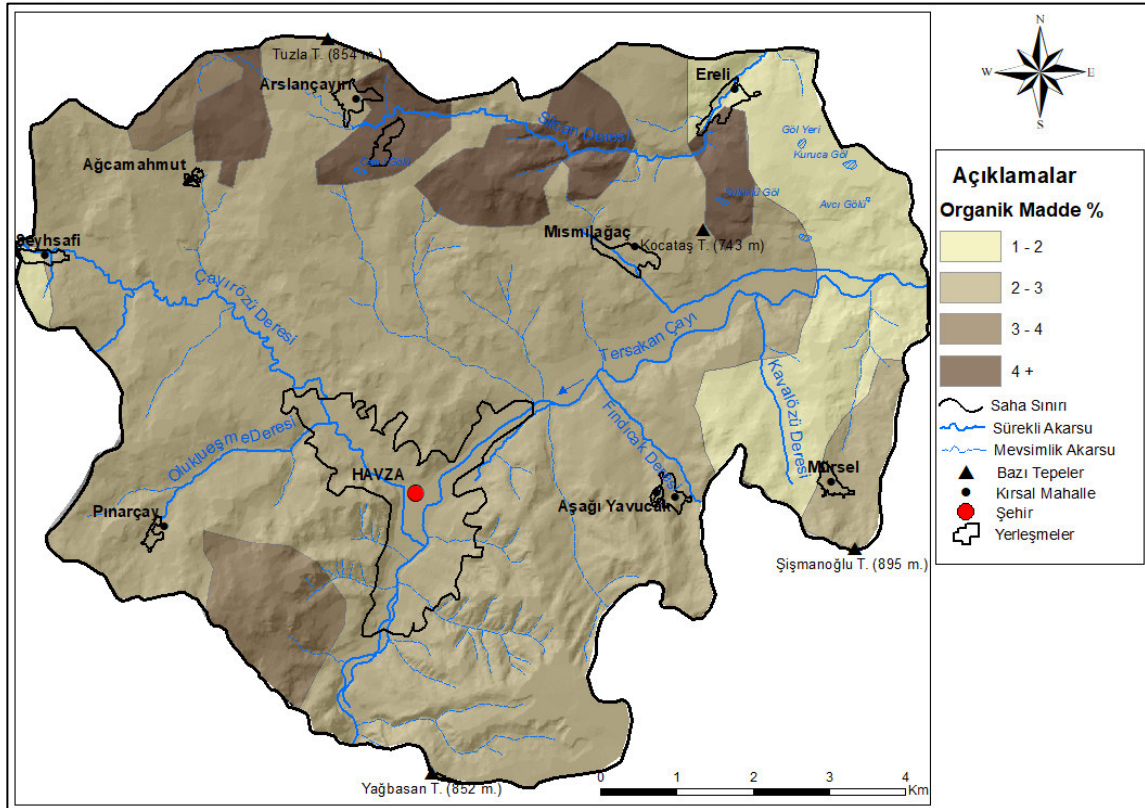 Tuzla T. (854 m.)
Arslançayırı
Ereli
Sibun Deresi
Göl Yeri
Kuruca Göl
Ağcamahmut
Avcı Gölü
Mısmılağaç
Kocataş T. (743 m)
Şeyhsafi
Çayırözü Deresi
Tersakan Çayı
Fındıcak Deresi
Kavalözü Deresi
OluklueşmeDeresi
HAVZA
Mürsel
Aşağı Yavucak
Pınarçay
Şişmanoğlu T. (895 m.)
Yağbasan T. (852 m.)
0 1 2 3 4
Km
N
W E
S
Açıklamalar
Organik Madde %
1 - 2
2 - 3
3 - 4
4 +
Saha Sınırı
Sürekli Akarsu
Mevsimlik Akarsu
Bazı Tepeler
Kırsal Mahalle
Şehir
Yerleşmeler